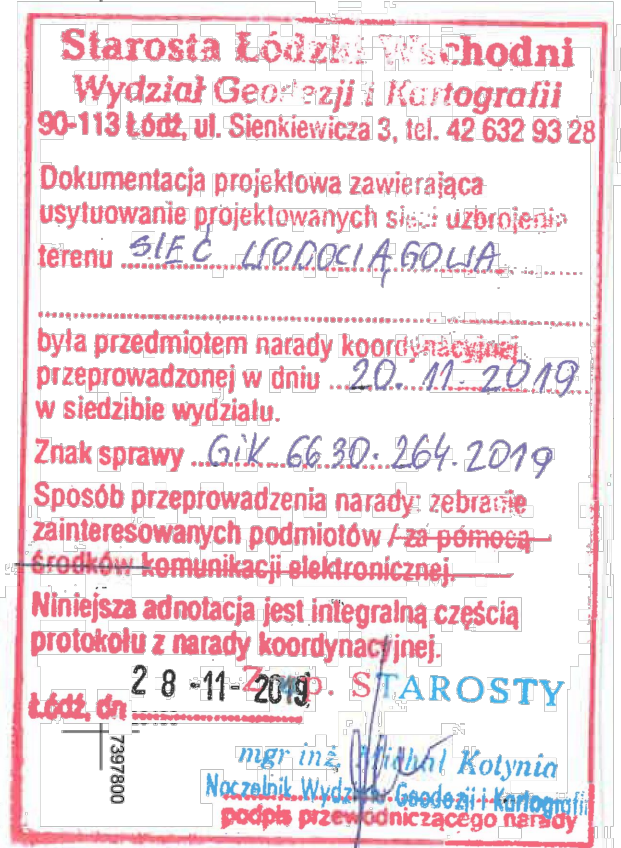 Starosta Łódzki Wschodni
Wydział Geodezji i Kartografii
90-113 Łódź, ul. Sienkiewicza 3, tel. 42 632 93 28
Dokumentacja projektowa zawierająca
usytuowanie projektowanych sieci uzbrojenia
terenu SIEĆ WODOCIĄGOWA
była przedmiotem narady koordynacyjnej
przeprowadzonej w dniu 20.11.2019
w siedzibie wydziału.
Znak sprawy GiK 6630.264.2019
Sposób przeprowadzenia narady: zebranie
zainteresowanych podmiotów / za pomocą
środków komunikacji elektronicznej.
Niniejsza adnotacja jest integralną częścią
protokołu z narady koordynacyjnej.
28-11-2019
Z up. STAROSTY
Łódź, dn
7397800
mgr inż. Michał Kotynia
Naczelnik Wydziału Geodezji i Kartografii
podpis przewodniczącego narady